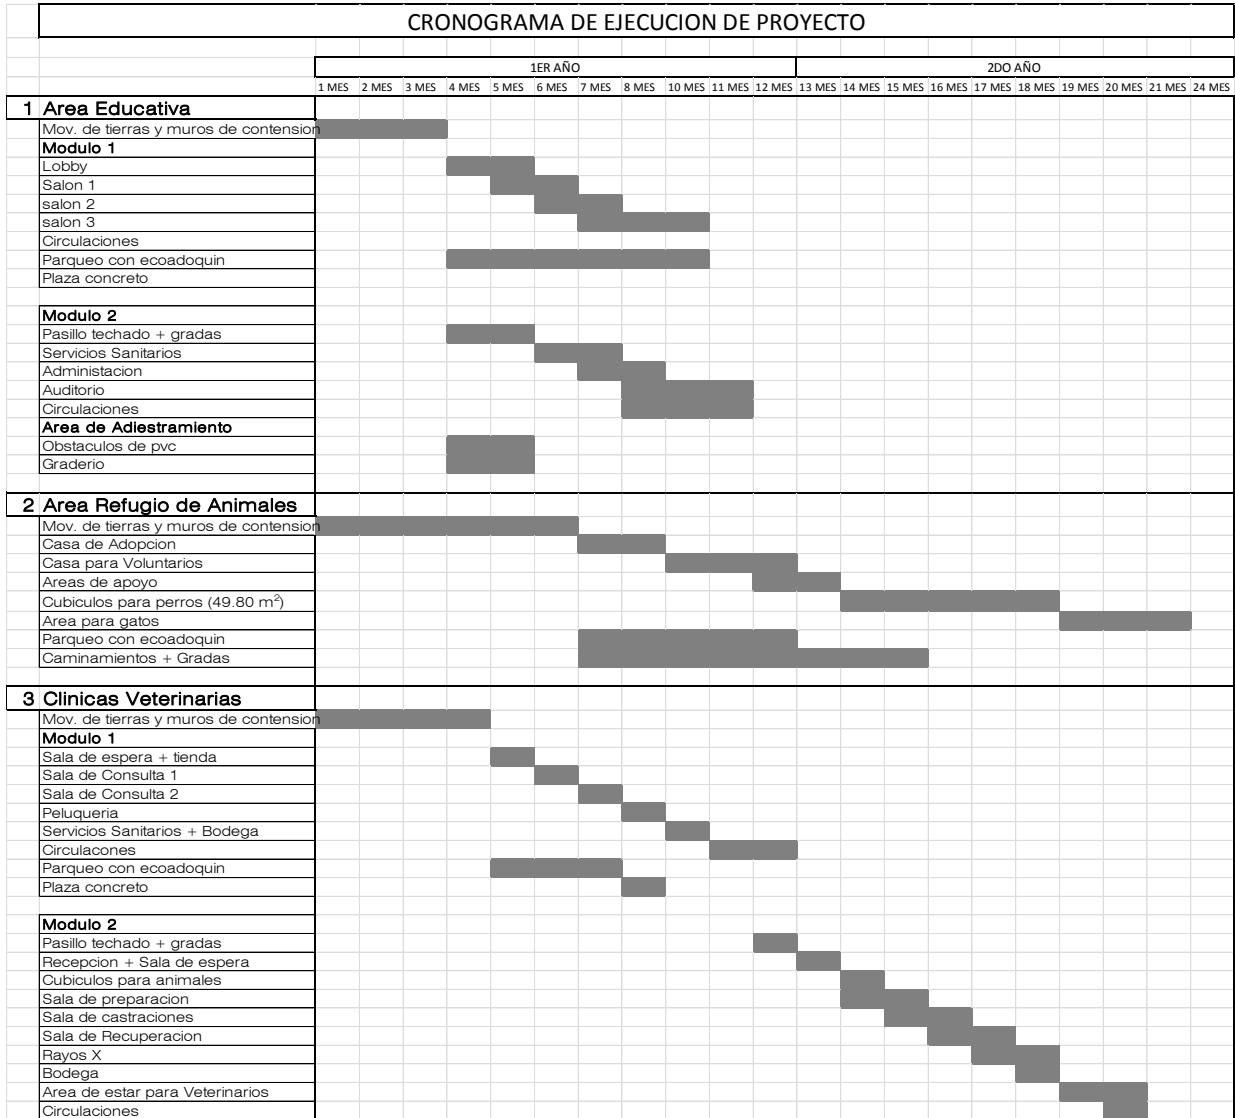 CRONOGRAMA DE EJECUCION DE PROYECTO
1ER AÑO 2DO AÑO
1 MES 2 MES 3 MES 4 MES 5 MES 6 MES 7 MES 8 MES 10 MES 11 MES 12 MES 13 MES 14 MES 15 MES 16 MES 17 MES 18 MES 19 MES 20 MES 21 MES 24 MES
1 Area Educativa
Mov. de tierras y muros de contension
Modulo 1
Lobby
Salon 1
salon 2
salon 3
Circulaciones
Parqueo con ecoadoquin
Plaza concreto
Modulo 2
Pasillo techado + gradas
Servicios Sanitarios
Administacion
Auditorio
Circulaciones
Area de Adiestramiento
Obstaculos de pvc
Graderio
2 Area Refugio de Animales
Mov. de tierras y muros de contension
Casa de Adopcion
Casa para Voluntarios
Areas de apoyo
Cubiculos para perros (49.80 m²)
Area para gatos
Parqueo con ecoadoquin
Caminamientos + Gradas
3 Clinicas Veterinarias
Mov. de tierras y muros de contension
Modulo 1
Sala de espera + tienda
Sala de Consulta 1
Sala de Consulta 2
Peluqueria
Servicios Sanitarios + Bodega
Circulacones
Parqueo con ecoadoquin
Plaza concreto
Modulo 2
Pasillo techado + gradas
Recepcion + Sala de espera
Cubiculos para animales
Sala de preparacion
Sala de castraciones
Sala de Recuperacion
Rayos X
Bodega
Area de estar para Veterinarios
Circulaciones